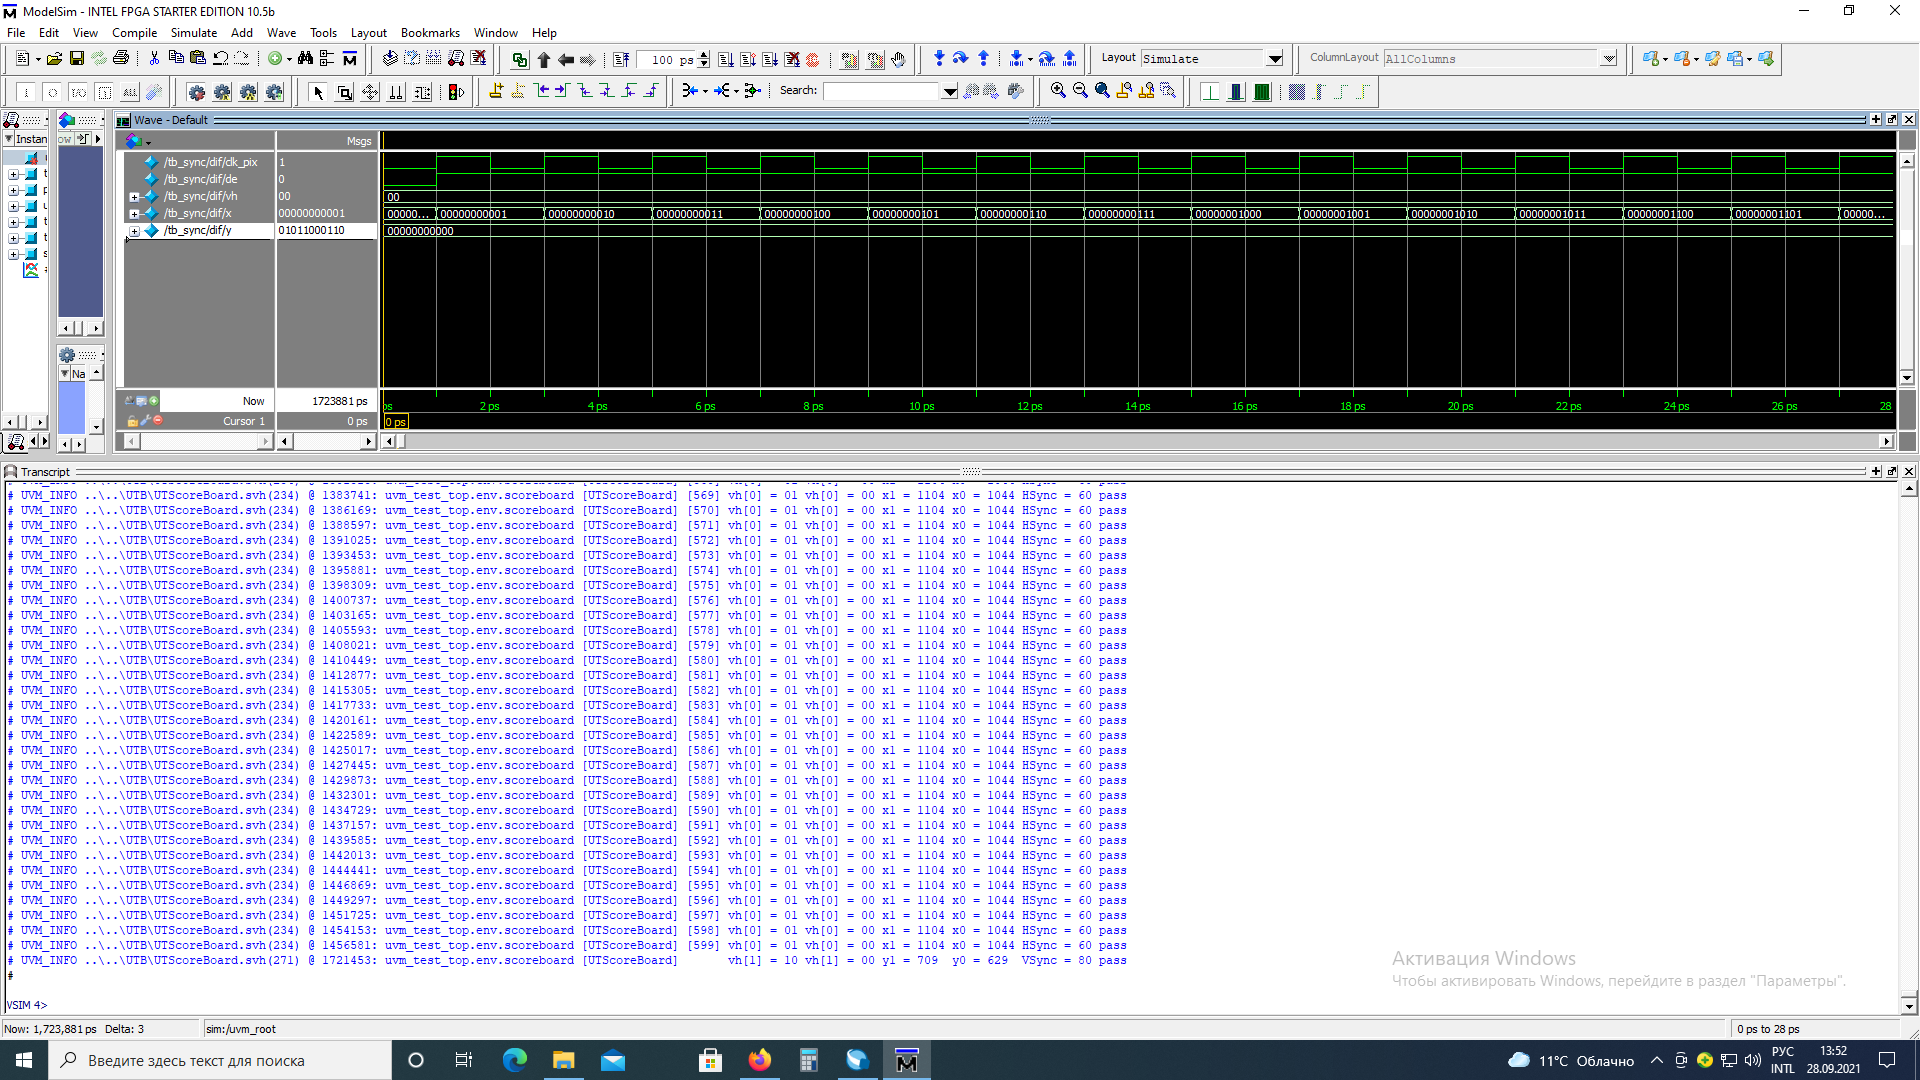 ModelSim - INTEL FPGA STARTER EDITION 10.5b
File Edit View Compile Simulate Add Wave Tools Layout Bookmarks Window Help
100 ps
Layout Simulate
ColumnLayout AllColumns
Search:
Instan
Wave - Default
Msgs
/tb_sync/dif/clk_pix 1
/tb_sync/dif/de 0
/tb_sync/dif/vh 00 00
/tb_sync/dif/x 00000000001 00000... 00000000001 00000000010 00000000011 00000000100 00000000101 00000000110 00000000111 00000001000 00000001001 00000001010 00000001011 00000001100 00000001101 00000...
/tb_sync/dif/y 01011000110 00000000000
Na
Now 1723881 ps ps 2 ps 4 ps 6 ps 8 ps 10 ps 12 ps 14 ps 16 ps 18 ps 20 ps 22 ps 24 ps 26 ps 28
Cursor 1 0 ps 0 ps
Transcript
# UVM_INFO ..\..\UTB\UTScoreBoard.svh(234) @ 1383741: uvm_test_top.env.scoreboard [UTScoreBoard] [569] vh[0] = 01 vh[0] = 00 x1 = 1104 x0 = 1044 HSync = 60 pass
# UVM_INFO ..\..\UTB\UTScoreBoard.svh(234) @ 1386169: uvm_test_top.env.scoreboard [UTScoreBoard] [570] vh[0] = 01 vh[0] = 00 x1 = 1104 x0 = 1044 HSync = 60 pass
# UVM_INFO ..\..\UTB\UTScoreBoard.svh(234) @ 1388597: uvm_test_top.env.scoreboard [UTScoreBoard] [571] vh[0] = 01 vh[0] = 00 x1 = 1104 x0 = 1044 HSync = 60 pass
# UVM_INFO ..\..\UTB\UTScoreBoard.svh(234) @ 1391025: uvm_test_top.env.scoreboard [UTScoreBoard] [572] vh[0] = 01 vh[0] = 00 x1 = 1104 x0 = 1044 HSync = 60 pass
# UVM_INFO ..\..\UTB\UTScoreBoard.svh(234) @ 1393453: uvm_test_top.env.scoreboard [UTScoreBoard] [573] vh[0] = 01 vh[0] = 00 x1 = 1104 x0 = 1044 HSync = 60 pass
# UVM_INFO ..\..\UTB\UTScoreBoard.svh(234) @ 1395881: uvm_test_top.env.scoreboard [UTScoreBoard] [574] vh[0] = 01 vh[0] = 00 x1 = 1104 x0 = 1044 HSync = 60 pass
# UVM_INFO ..\..\UTB\UTScoreBoard.svh(234) @ 1398309: uvm_test_top.env.scoreboard [UTScoreBoard] [575] vh[0] = 01 vh[0] = 00 x1 = 1104 x0 = 1044 HSync = 60 pass
# UVM_INFO ..\..\UTB\UTScoreBoard.svh(234) @ 1400737: uvm_test_top.env.scoreboard [UTScoreBoard] [576] vh[0] = 01 vh[0] = 00 x1 = 1104 x0 = 1044 HSync = 60 pass
# UVM_INFO ..\..\UTB\UTScoreBoard.svh(234) @ 1403165: uvm_test_top.env.scoreboard [UTScoreBoard] [577] vh[0] = 01 vh[0] = 00 x1 = 1104 x0 = 1044 HSync = 60 pass
# UVM_INFO ..\..\UTB\UTScoreBoard.svh(234) @ 1405593: uvm_test_top.env.scoreboard [UTScoreBoard] [578] vh[0] = 01 vh[0] = 00 x1 = 1104 x0 = 1044 HSync = 60 pass
# UVM_INFO ..\..\UTB\UTScoreBoard.svh(234) @ 1408021: uvm_test_top.env.scoreboard [UTScoreBoard] [579] vh[0] = 01 vh[0] = 00 x1 = 1104 x0 = 1044 HSync = 60 pass
# UVM_INFO ..\..\UTB\UTScoreBoard.svh(234) @ 1410449: uvm_test_top.env.scoreboard [UTScoreBoard] [580] vh[0] = 01 vh[0] = 00 x1 = 1104 x0 = 1044 HSync = 60 pass
# UVM_INFO ..\..\UTB\UTScoreBoard.svh(234) @ 1412877: uvm_test_top.env.scoreboard [UTScoreBoard] [581] vh[0] = 01 vh[0] = 00 x1 = 1104 x0 = 1044 HSync = 60 pass
# UVM_INFO ..\..\UTB\UTScoreBoard.svh(234) @ 1415305: uvm_test_top.env.scoreboard [UTScoreBoard] [582] vh[0] = 01 vh[0] = 00 x1 = 1104 x0 = 1044 HSync = 60 pass
# UVM_INFO ..\..\UTB\UTScoreBoard.svh(234) @ 1417733: uvm_test_top.env.scoreboard [UTScoreBoard] [583] vh[0] = 01 vh[0] = 00 x1 = 1104 x0 = 1044 HSync = 60 pass
# UVM_INFO ..\..\UTB\UTScoreBoard.svh(234) @ 1420161: uvm_test_top.env.scoreboard [UTScoreBoard] [584] vh[0] = 01 vh[0] = 00 x1 = 1104 x0 = 1044 HSync = 60 pass
# UVM_INFO ..\..\UTB\UTScoreBoard.svh(234) @ 1422589: uvm_test_top.env.scoreboard [UTScoreBoard] [585] vh[0] = 01 vh[0] = 00 x1 = 1104 x0 = 1044 HSync = 60 pass
# UVM_INFO ..\..\UTB\UTScoreBoard.svh(234) @ 1425017: uvm_test_top.env.scoreboard [UTScoreBoard] [586] vh[0] = 01 vh[0] = 00 x1 = 1104 x0 = 1044 HSync = 60 pass
# UVM_INFO ..\..\UTB\UTScoreBoard.svh(234) @ 1427445: uvm_test_top.env.scoreboard [UTScoreBoard] [587] vh[0] = 01 vh[0] = 00 x1 = 1104 x0 = 1044 HSync = 60 pass
# UVM_INFO ..\..\UTB\UTScoreBoard.svh(234) @ 1429873: uvm_test_top.env.scoreboard [UTScoreBoard] [588] vh[0] = 01 vh[0] = 00 x1 = 1104 x0 = 1044 HSync = 60 pass
# UVM_INFO ..\..\UTB\UTScoreBoard.svh(234) @ 1432301: uvm_test_top.env.scoreboard [UTScoreBoard] [589] vh[0] = 01 vh[0] = 00 x1 = 1104 x0 = 1044 HSync = 60 pass
# UVM_INFO ..\..\UTB\UTScoreBoard.svh(234) @ 1434729: uvm_test_top.env.scoreboard [UTScoreBoard] [590] vh[0] = 01 vh[0] = 00 x1 = 1104 x0 = 1044 HSync = 60 pass
# UVM_INFO ..\..\UTB\UTScoreBoard.svh(234) @ 1437157: uvm_test_top.env.scoreboard [UTScoreBoard] [591] vh[0] = 01 vh[0] = 00 x1 = 1104 x0 = 1044 HSync = 60 pass
# UVM_INFO ..\..\UTB\UTScoreBoard.svh(234) @ 1439585: uvm_test_top.env.scoreboard [UTScoreBoard] [592] vh[0] = 01 vh[0] = 00 x1 = 1104 x0 = 1044 HSync = 60 pass
# UVM_INFO ..\..\UTB\UTScoreBoard.svh(234) @ 1442013: uvm_test_top.env.scoreboard [UTScoreBoard] [593] vh[0] = 01 vh[0] = 00 x1 = 1104 x0 = 1044 HSync = 60 pass
# UVM_INFO ..\..\UTB\UTScoreBoard.svh(234) @ 1444441: uvm_test_top.env.scoreboard [UTScoreBoard] [594] vh[0] = 01 vh[0] = 00 x1 = 1104 x0 = 1044 HSync = 60 pass
# UVM_INFO ..\..\UTB\UTScoreBoard.svh(234) @ 1446869: uvm_test_top.env.scoreboard [UTScoreBoard] [595] vh[0] = 01 vh[0] = 00 x1 = 1104 x0 = 1044 HSync = 60 pass
# UVM_INFO ..\..\UTB\UTScoreBoard.svh(234) @ 1449297: uvm_test_top.env.scoreboard [UTScoreBoard] [596] vh[0] = 01 vh[0] = 00 x1 = 1104 x0 = 1044 HSync = 60 pass
# UVM_INFO ..\..\UTB\UTScoreBoard.svh(234) @ 1451725: uvm_test_top.env.scoreboard [UTScoreBoard] [597] vh[0] = 01 vh[0] = 00 x1 = 1104 x0 = 1044 HSync = 60 pass
# UVM_INFO ..\..\UTB\UTScoreBoard.svh(234) @ 1454153: uvm_test_top.env.scoreboard [UTScoreBoard] [598] vh[0] = 01 vh[0] = 00 x1 = 1104 x0 = 1044 HSync = 60 pass
# UVM_INFO ..\..\UTB\UTScoreBoard.svh(234) @ 1456581: uvm_test_top.env.scoreboard [UTScoreBoard] [599] vh[0] = 01 vh[0] = 00 x1 = 1104 x0 = 1044 HSync = 60 pass
# UVM_INFO ..\..\UTB\UTScoreBoard.svh(271) @ 1721453: uvm_test_top.env.scoreboard [UTScoreBoard] vh[1] = 10 vh[1] = 00 y1 = 709 y0 = 629 VSync = 80 pass
#
Активация Windows
Чтобы активировать Windows, перейдите в раздел "Параметры".
VSIM 4>
Now: 1,723,881 ps Delta: 3 sim:/uvm_root 0 ps to 28 ps
Введите здесь текст для поиска
11°C Облачно
РУС
INTL
13:52
28.09.2021